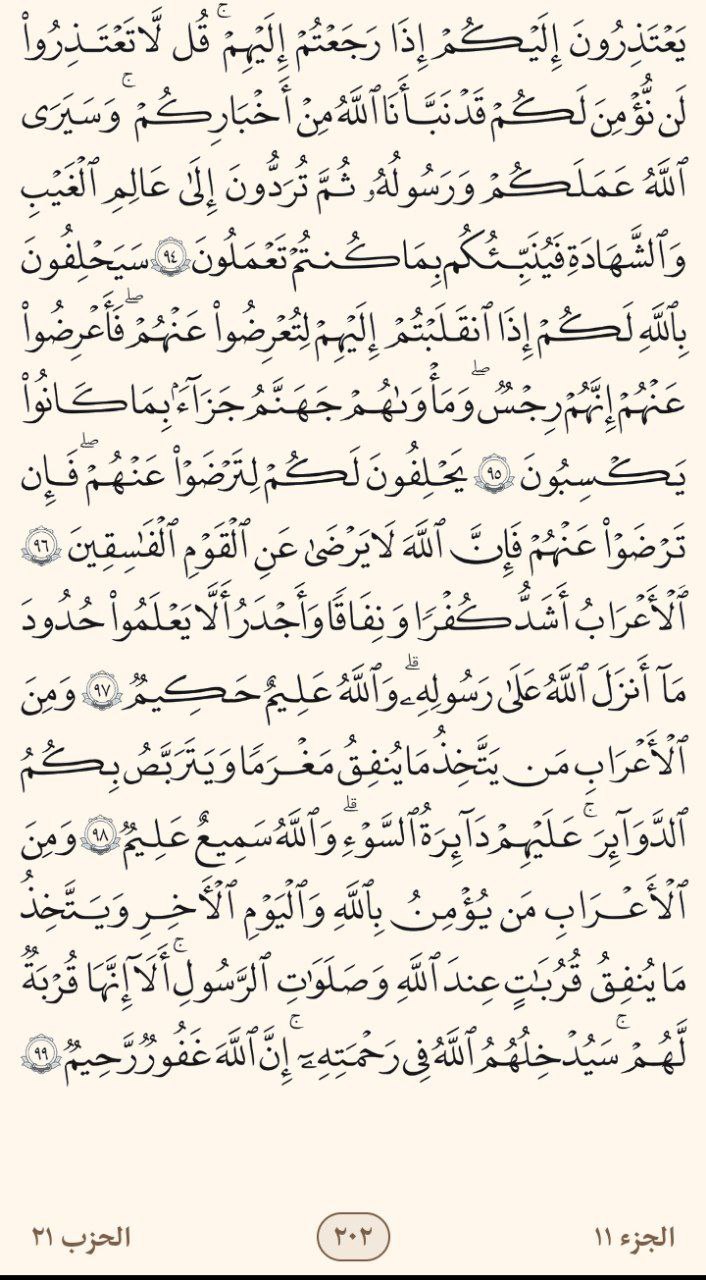 يَعْتَذِرُونَ إِلَيْكُمْ إِذَا رَجَعْتُمْ إِلَيْهِمْ ۚ قُل لَّا تَعْتَذِرُوا۟
لَن نُّؤْمِنَ لَكُمْ قَدْ نَبَّأَنَا ٱللَّهُ مِنْ أَخْبَارِكُمْ ۚ وَسَيَرَى
ٱللَّهُ عَمَلَكُمْ وَرَسُولُهُۥ ثُمَّ تُرَدُّونَ إِلَىٰ عَالِمِ ٱلْغَيْبِ
وَٱلشَّهَادَةِ فَيُنَبِّئُكُم بِمَا كُنتُمْ تَعْمَلُونَ ٩٤ سَيَحْلِفُونَ
بِٱللَّهِ لَكُمْ إِذَا ٱنقَلَبْتُمْ إِلَيْهِمْ لِتُعْرِضُوا۟ عَنْهُمْ ۖ فَأَعْرِضُوا۟
عَنْهُمْ إِنَّهُمْ رِجْسٌ ۖ وَمَأْوَىٰهُمْ جَهَنَّمُ جَزَآءًۢ بِمَا كَانُوا۟
يَكْسِبُونَ ٩٥ يَحْلِفُونَ لَكُمْ لِتَرْضَوْا۟ عَنْهُمْ ۖ فَإِن
تَرْضَوْا۟ عَنْهُمْ فَإِنَّ ٱللَّهَ لَا يَرْضَىٰ عَنِ ٱلْقَوْمِ ٱلْفَٰسِقِينَ ٩٦
ٱلْأَعْرَابُ أَشَدُّ كُفْرًا وَنِفَاقًا وَأَجْدَرُ أَلَّا يَعْلَمُوا۟ حُدُودَ
مَآ أَنزَلَ ٱللَّهُ عَلَىٰ رَسُولِهِۦ ۗ وَٱللَّهُ عَلِيمٌ حَكِيمٌ ٩٧ وَمِنَ
ٱلْأَعْرَابِ مَن يَتَّخِذُ مَا يُنفِقُ مَغْرَمًا وَيَتَرَبَّصُ بِكُمُ
ٱلدَّوَآئِرَ ۚ عَلَيْهِمْ دَآئِرَةُ ٱلسَّوْءِ ۗ وَٱللَّهُ سَمِيعٌ عَلِيمٌ ٩٨ وَمِنَ
ٱلْأَعْرَابِ مَن يُؤْمِنُ بِٱللَّهِ وَٱلْيَوْمِ ٱلْـَٔاخِرِ وَيَتَّخِذُ
مَا يُنفِقُ قُرُبَٰتٍ عِندَ ٱللَّهِ وَصَلَوَٰتِ ٱلرَّسُولِ ۚ أَلَآ إِنَّهَا قُرْبَةٌ
لَّهُمْ ۚ سَيُدْخِلُهُمُ ٱللَّهُ فِى رَحْمَتِهِۦٓ ۚ إِنَّ ٱللَّهَ غَفُورٌ رَّحِيمٌ ٩٩
الجزء ١١ ٢٠٢ الحزب ٢١